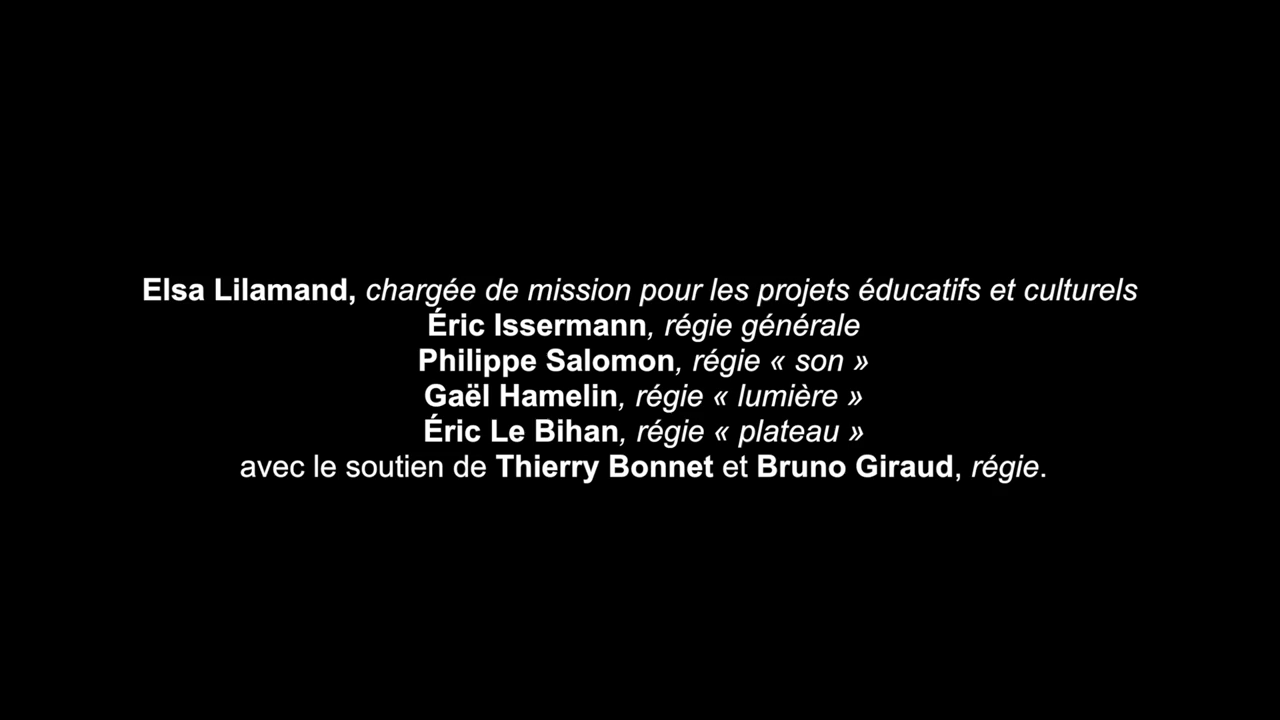 Elsa Lilamand, chargée de mission pour les projets éducatifs et culturels
Éric Issermann, régie générale
Philippe Salomon, régie « son »
Gaël Hamelin, régie « lumière »
Éric Le Bihan, régie « plateau »
avec le soutien de Thierry Bonnet et Bruno Giraud, régie.